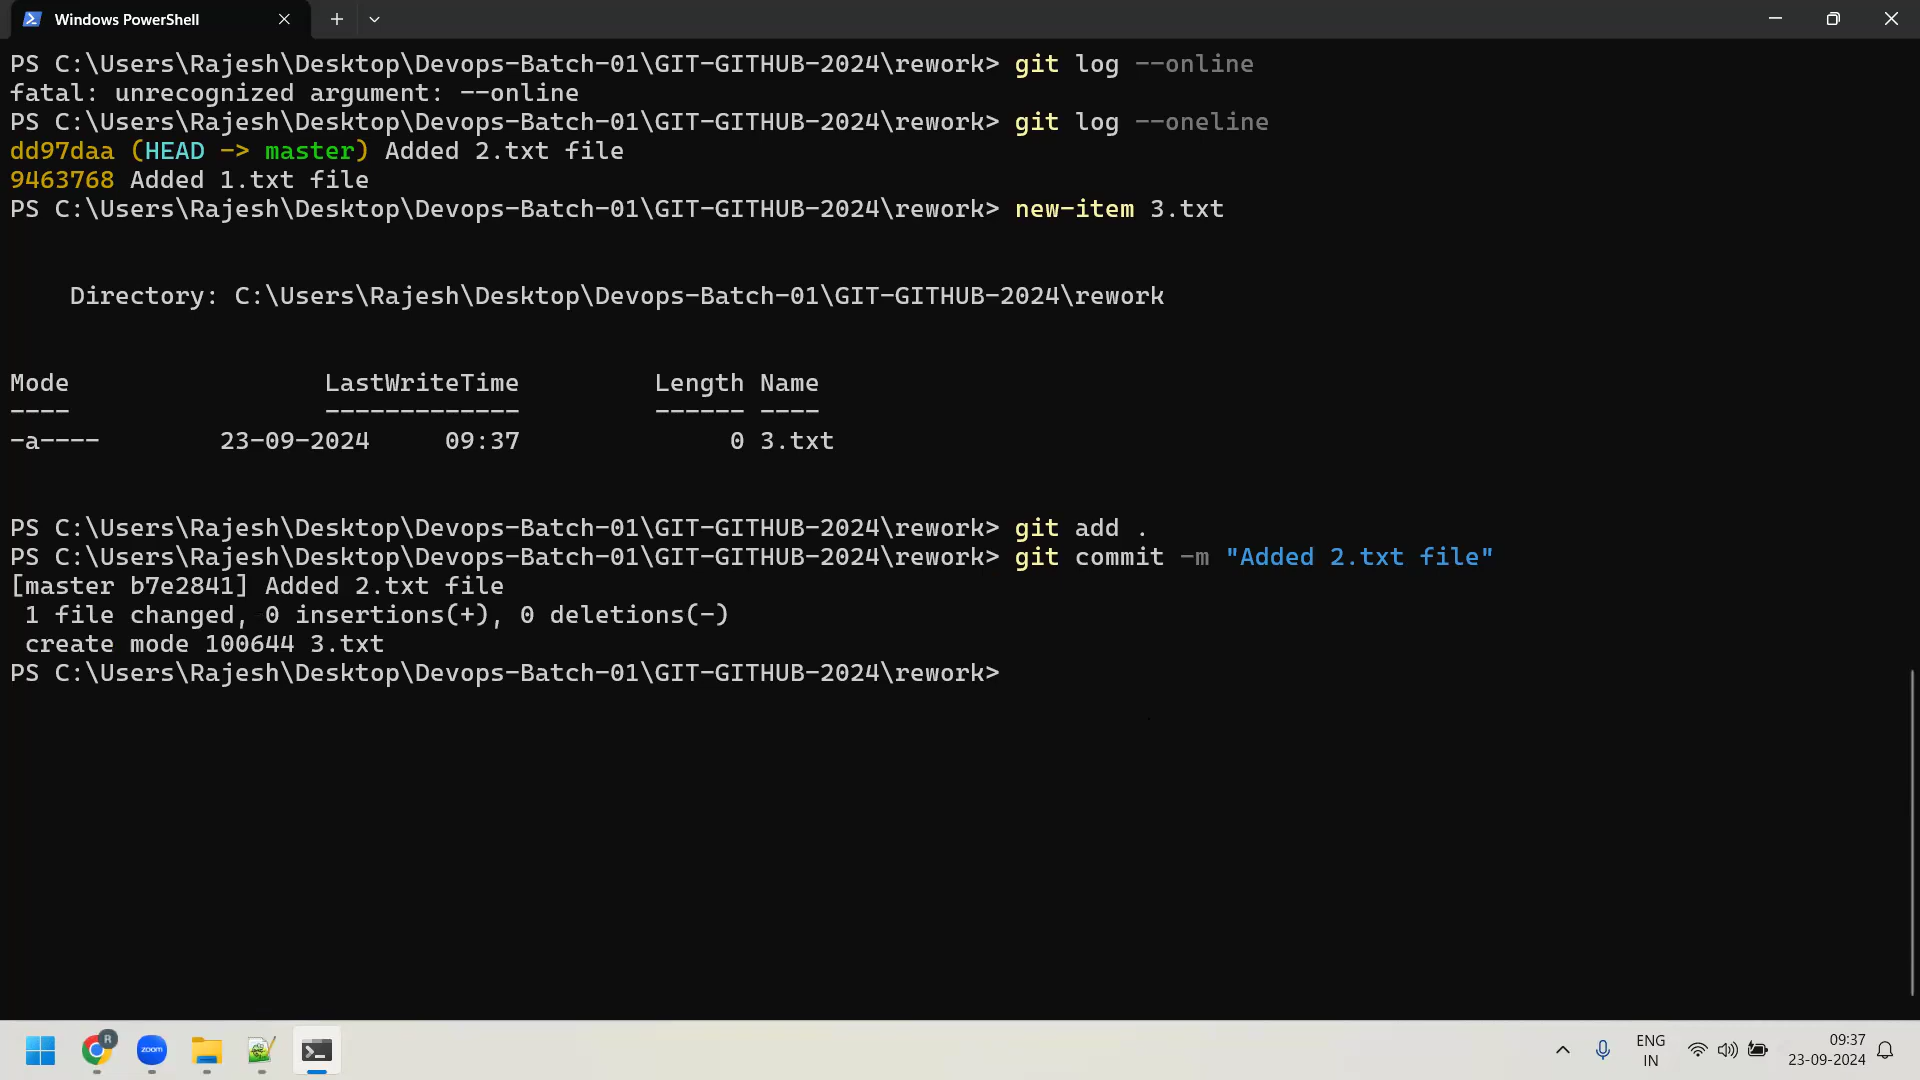 Windows PowerShell
PS C:\Users\Rajesh\Desktop\Devops-Batch-01\GIT-GITHUB-2024\rework> git log --online
fatal: unrecognized argument: --online
PS C:\Users\Rajesh\Desktop\Devops-Batch-01\GIT-GITHUB-2024\rework> git log --oneline
dd97daa (HEAD -> master) Added 2.txt file
9463768 Added 1.txt file
PS C:\Users\Rajesh\Desktop\Devops-Batch-01\GIT-GITHUB-2024\rework> new-item 3.txt
Directory: C:\Users\Rajesh\Desktop\Devops-Batch-01\GIT-GITHUB-2024\rework
Mode LastWriteTime Length Name
---- ------------- ------ ----
-a---- 23-09-2024 09:37 0 3.txt
PS C:\Users\Rajesh\Desktop\Devops-Batch-01\GIT-GITHUB-2024\rework> git add .
PS C:\Users\Rajesh\Desktop\Devops-Batch-01\GIT-GITHUB-2024\rework> git commit -m "Added 2.txt file"
[master b7e2841] Added 2.txt file
1 file changed, 0 insertions(+), 0 deletions(-)
create mode 100644 3.txt
PS C:\Users\Rajesh\Desktop\Devops-Batch-01\GIT-GITHUB-2024\rework>
R
zoom
ENG
IN
09:37
23-09-2024